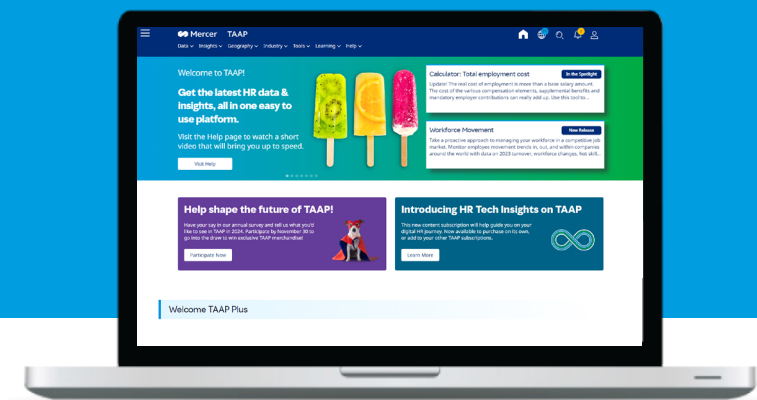 Mercer TAAP
Data Insights Geography Industry Tools Learning Help
Welcome to TAAP!
Get the latest HR data &
insights, all in one easy to
use platform.
Visit the Help page to watch a short
video that will bring you up to speed.
Visit Help
Calculator: Total employment cost
In the Spotlight
Update! The real cost of employment is more than a base salary amount.
The cost of the various compensation elements, supplemental benefits and
mandatory employer contributions can really add up. Use this tool to...
Workforce Movement
New Release
Take a proactive approach to managing your workforce in a competitive job
market. Monitor employee movement trends in, out, and within companies
around the world with data on 2023 turnover, workforce changes, hot skill...
Help shape the future of TAAP!
Have your say in our annual survey and tell us what you'd
like to see in TAAP in 2024. Participate by November 30 to
go into the draw to win exclusive TAAP merchandise!
Participate Now
Introducing HR Tech Insights on TAAP
This new content subscription will help guide you on your
digital HR journey. Now available to purchase on its own,
or add to your other TAAP subscriptions.
Learn More
Welcome TAAP Plus